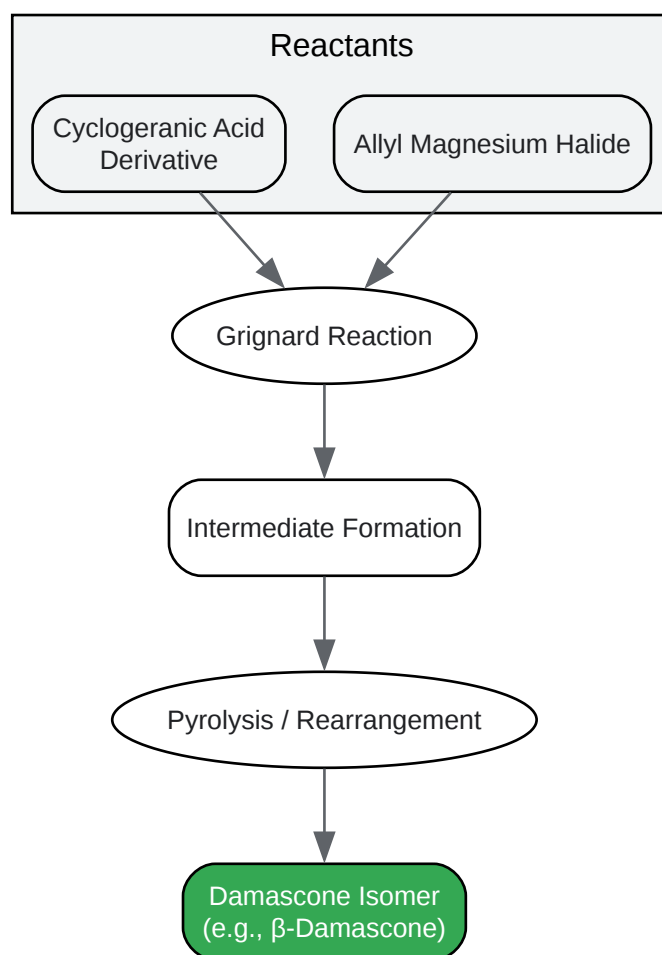 Reactants
Cyclogeranic Acid
Derivative
Allyl Magnesium Halide
Grignard Reaction
Intermediate Formation
Pyrolysis / Rearrangement
Damascone Isomer
(e.g., β-Damascone)